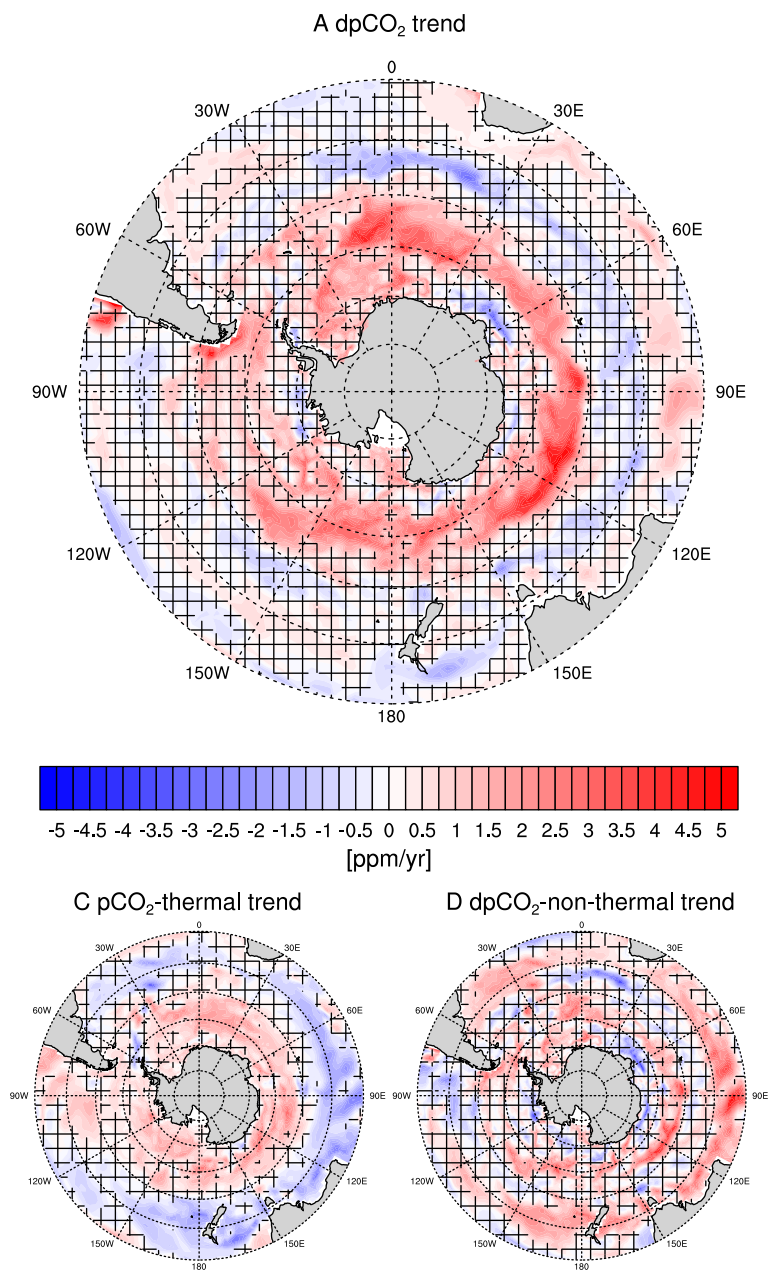 A dpCO₂ trend
0
30W 30E
60W 60E
90W 90E
120W 120E
150W 150E
180
-5 -4.5 -4 -3.5 -3 -2.5 -2 -1.5 -1 -0.5 0 0.5 1 1.5 2 2.5 3 3.5 4 4.5 5
[ppm/yr]
C pCO₂-thermal trend D dpCO₂-non-thermal trend
0 0
30W 30E 30W 30E
60W 60E 60W 60E
90W 90E 90W 90E
120W 120E 120W 120E
150W 150E 150W 150E
180 180